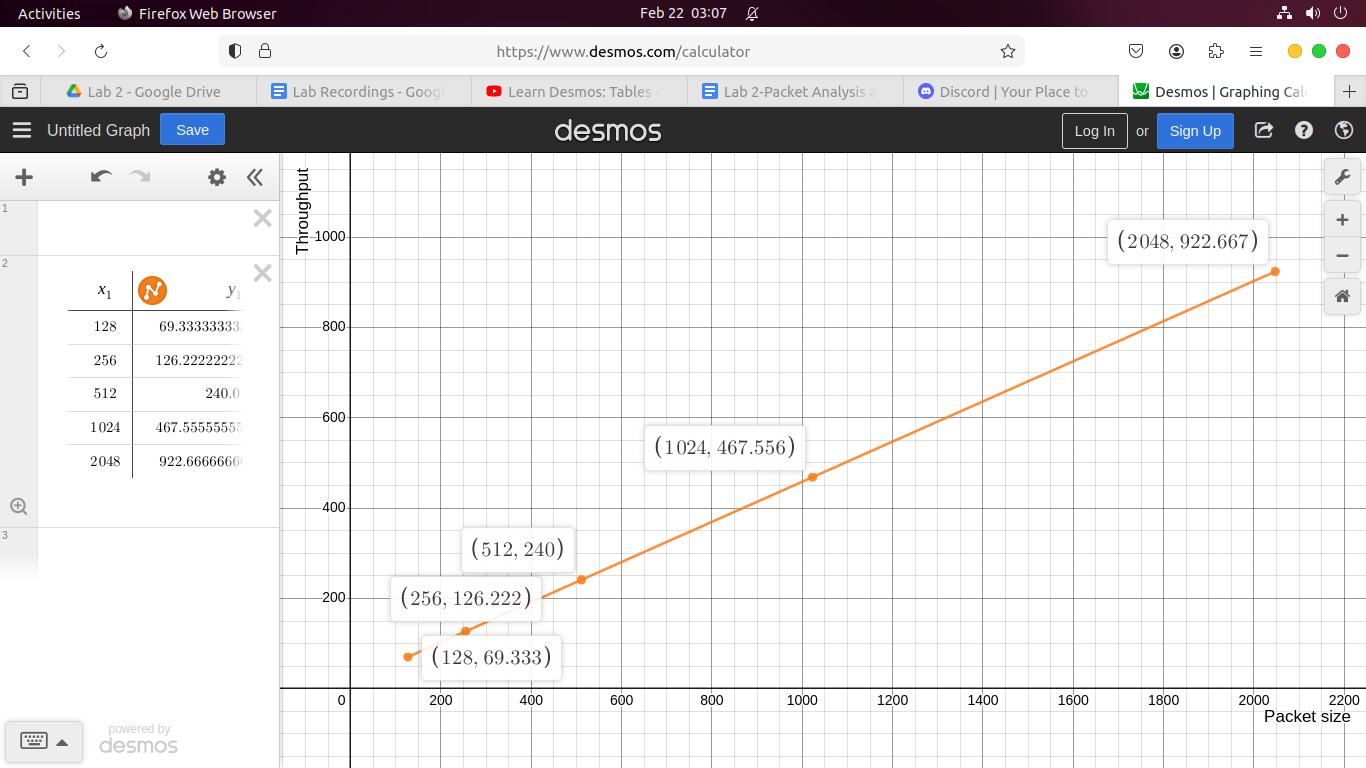 Activities Firefox Web Browser Feb 22 03:07
https://www.desmos.com/calculator
Lab 2 - Google Drive Lab Recordings - Goog Learn Desmos: Tables - Lab 2-Packet Analysis a Discord | Your Place to Desmos | Graphing Calc
Untitled Graph Save desmos Log In or Sign Up
1
2
x1 y1
128 69.333333333
256 126.22222222
512 240.0
1024 467.55555555
2048 922.6666666
3
powered by
desmos
Throughput
1000
800
600
400
200
(2048, 922.667)
(1024, 467.556)
(512, 240)
(256, 126.222)
(128, 69.333)
0 200 400 600 800 1000 1200 1400 1600 1800 2000 2200
Packet size